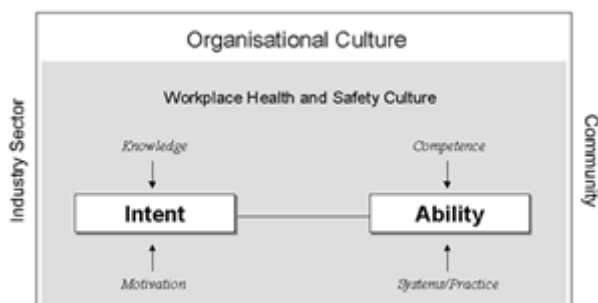 Organisational Culture
Workplace Health and Safety Culture
Industry Sector
Community
Knowledge
Competence
Intent
Ability
Motivation
Systems/Practice